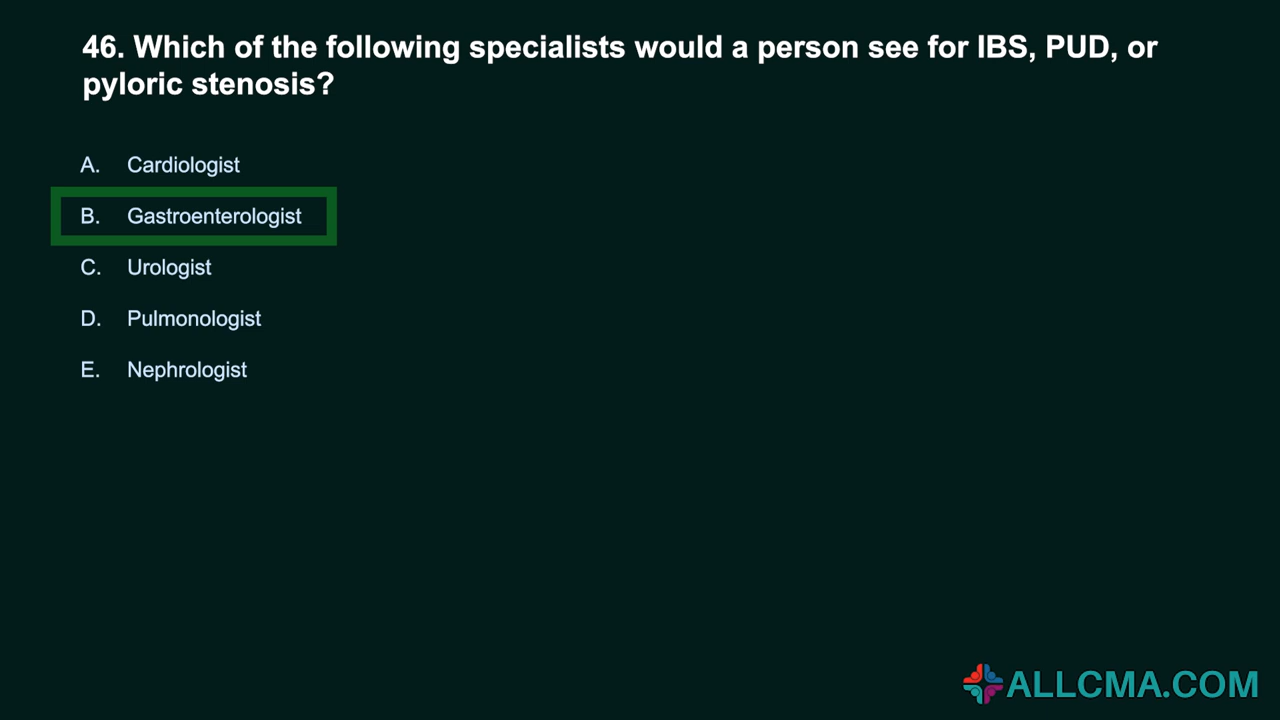 46. Which of the following specialists would a person see for IBS, PUD, or
pyloric stenosis?
A. Cardiologist
B. Gastroenterologist
C. Urologist
D. Pulmonologist
E. Nephrologist
ALLCMA.COM